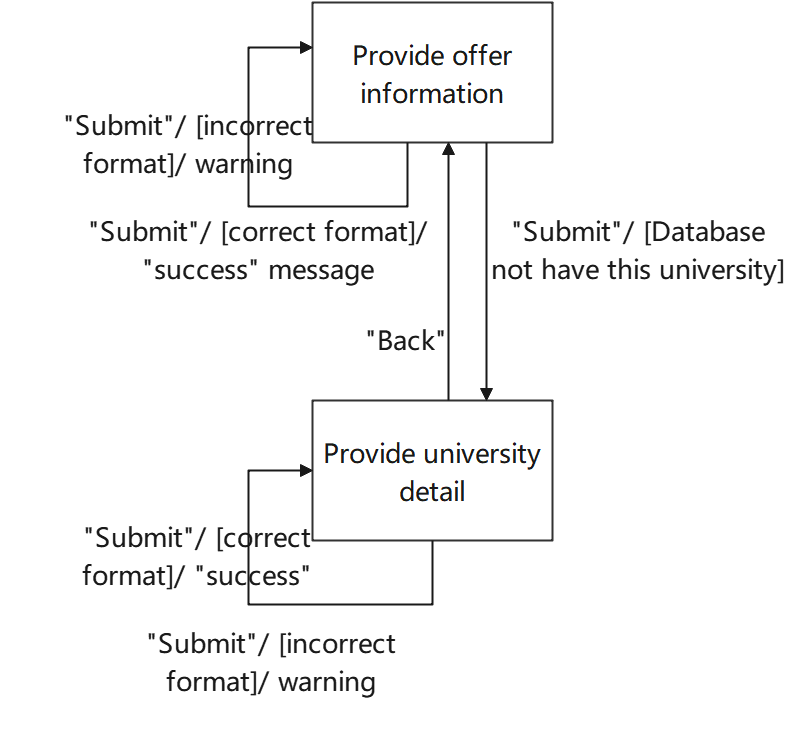 Provide offer
information
"Submit"/ [incorrect
format]/ warning
"Submit"/ [correct format]/
"success" message
"Submit"/ [Database
not have this university]
"Back"
Provide university
detail
"Submit"/ [correct
format]/ "success"
"Submit"/ [incorrect
format]/ warning